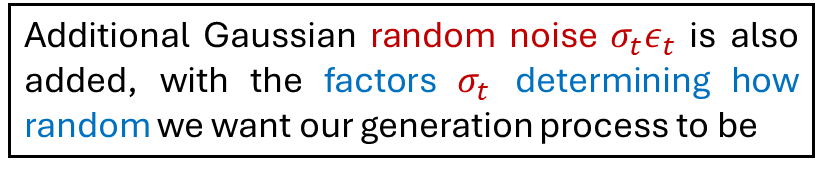 Additional Gaussian random noise σₜϵₜ is also
added, with the factors σₜ determining how
random we want our generation process to be